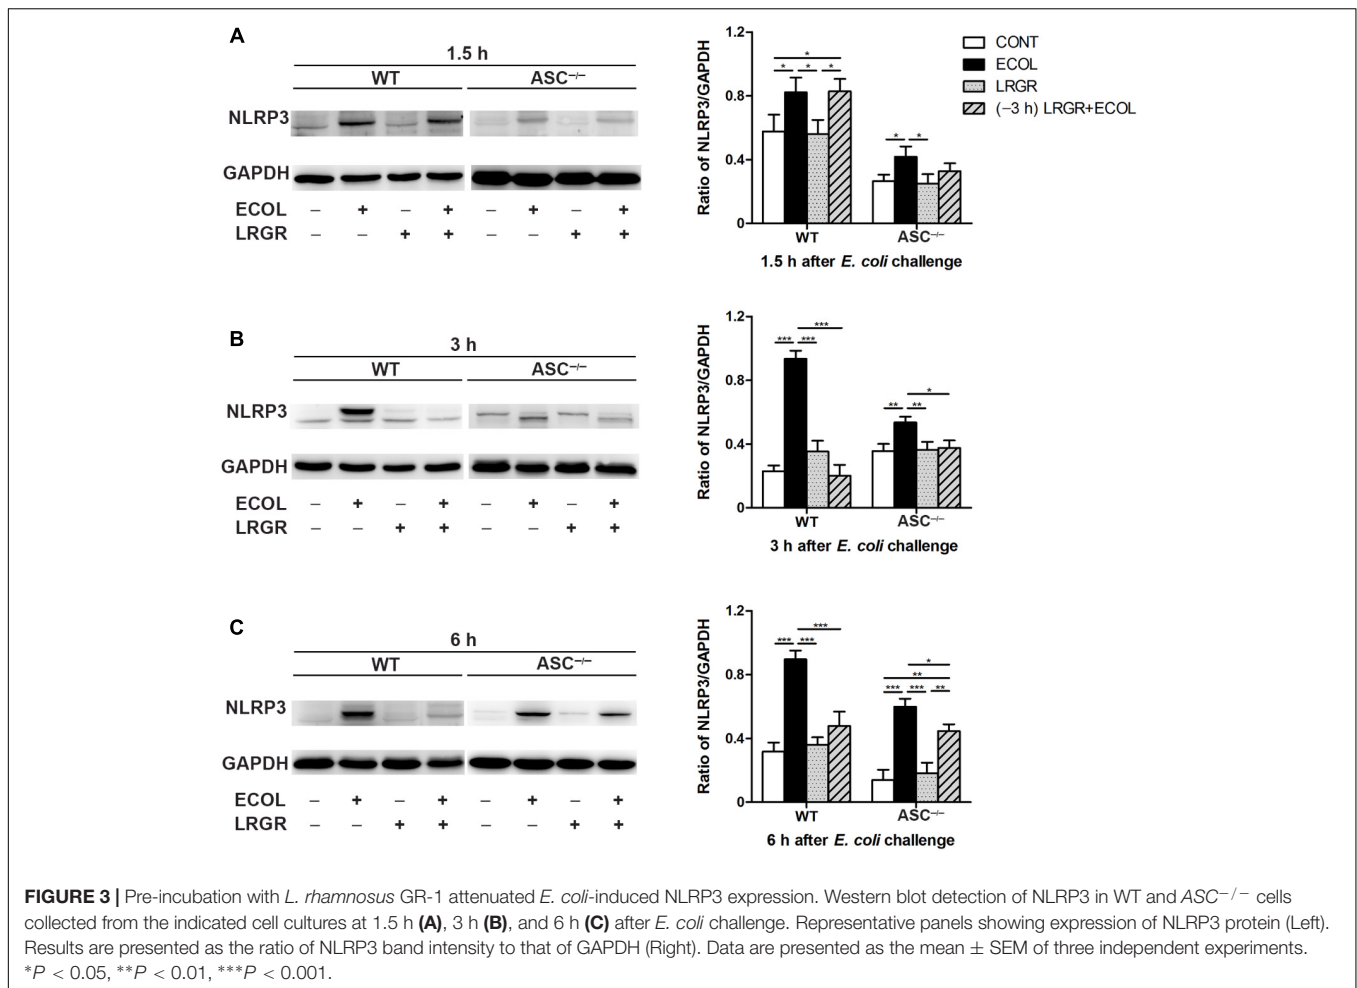 A
1.5 h
WT ASC−/−
NLRP3
GAPDH
ECOL − + − + − + − +
LRGR − − + + − − + +
Ratio of NLRP3/GAPDH
1.2
0.8
0.4
0
* * * *
* *
WT ASC−/−
1.5 h after E. coli challenge
CONT
ECOL
LRGR
(−3 h) LRGR+ECOL
B
3 h
WT ASC−/−
NLRP3
GAPDH
ECOL − + − + − + − +
LRGR − − + + − − + +
Ratio of NLRP3/GAPDH
1.2
0.8
0.4
0
***
*** ***
*
** **
WT ASC−/−
3 h after E. coli challenge
C
6 h
WT ASC−/−
NLRP3
GAPDH
ECOL − + − + − + − +
LRGR − − + + − − + +
Ratio of NLRP3/GAPDH
1.2
0.8
0.4
0
***
*** ***
*
**
*** *** **
WT ASC−/−
6 h after E. coli challenge
FIGURE 3 | Pre-incubation with L. rhamnosus GR-1 attenuated E. coli-induced NLRP3 expression. Western blot detection of NLRP3 in WT and ASC−/− cells
collected from the indicated cell cultures at 1.5 h (A), 3 h (B), and 6 h (C) after E. coli challenge. Representative panels showing expression of NLRP3 protein (Left).
Results are presented as the ratio of NLRP3 band intensity to that of GAPDH (Right). Data are presented as the mean ± SEM of three independent experiments.
*P < 0.05, **P < 0.01, ***P < 0.001.